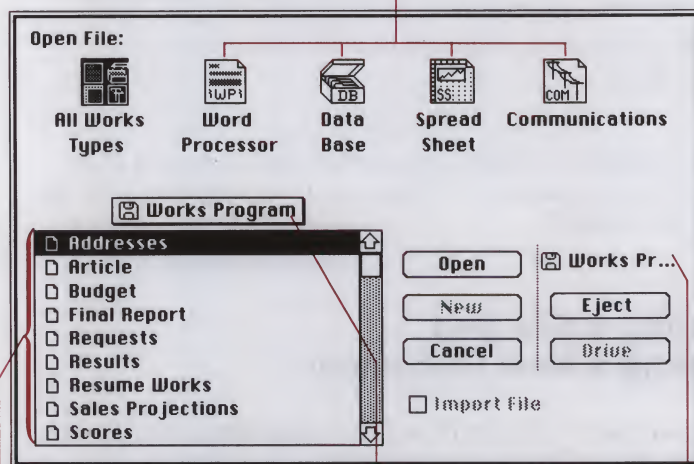 Open File:
WP
DB
SS:
COM
All Works Types
Word Processor
Data Base
Spread Sheet
Communications
Works Program
Addresses
Article
Budget
Final Report
Requests
Results
Resume Works
Sales Projections
Scores
Open
New
Cancel
Works Pr...
Eject
Drive
Import File